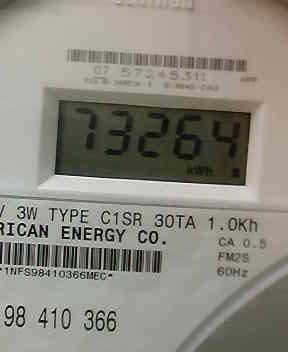 07 57245311
73264
kWh
V 3W TYPE C1SR 30TA 1.0Kh
RICAN ENERGY CO.
CA 0.5
FM2S
*1NFS98410366MEC*
60Hz
98 410 366